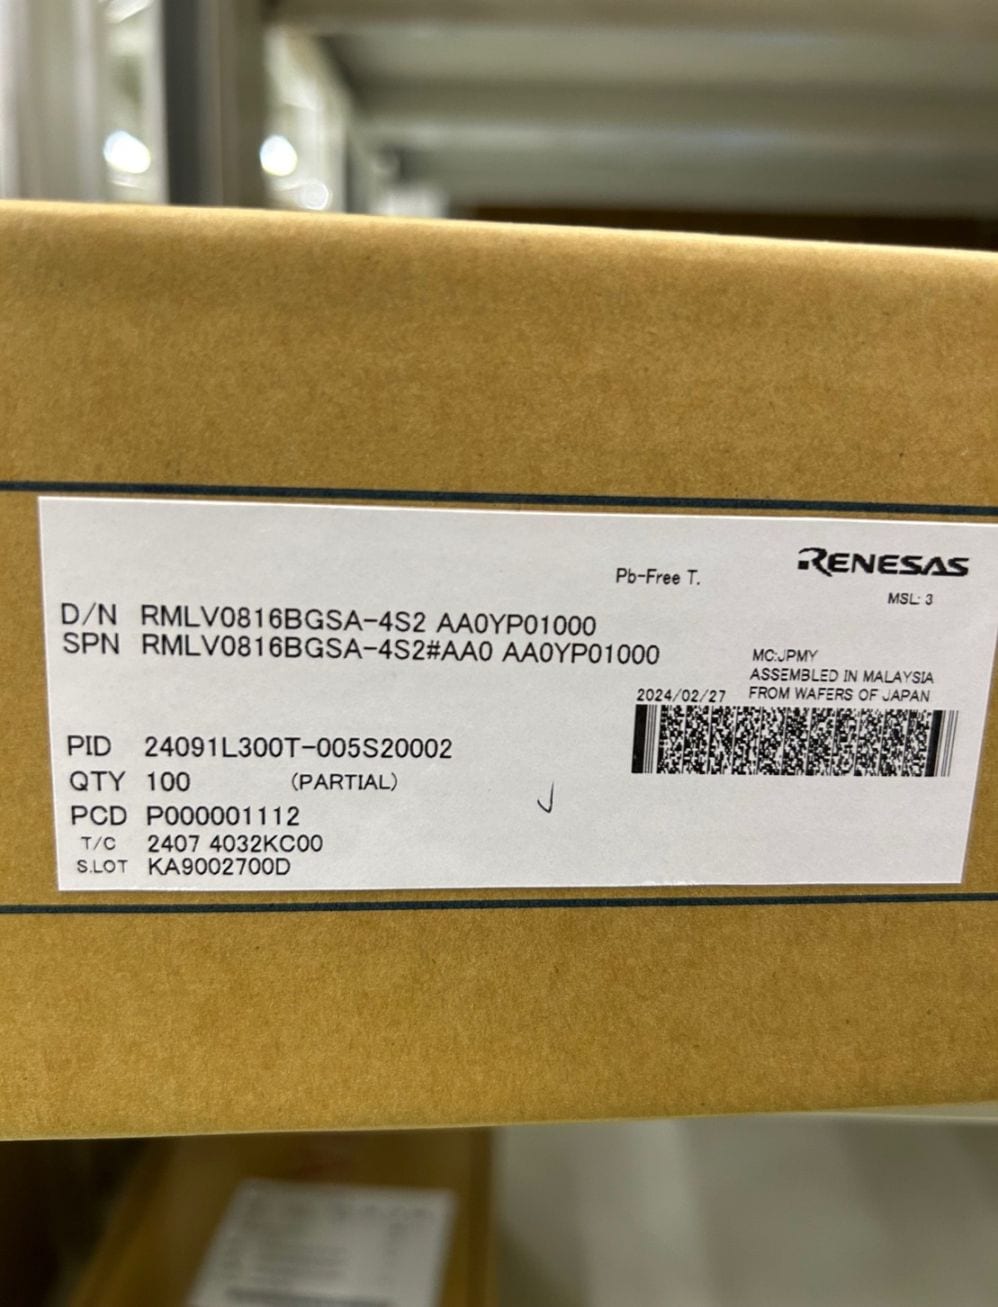 RENESAS
Pb-Free T.
MSL: 3
D/N RMLV0816BGSA-4S2 AA0YP01000
SPN RMLV0816BGSA-4S2#AA0 AA0YP01000
MC:JPMY
ASSEMBLED IN MALAYSIA
2024/02/27 FROM WAFERS OF JAPAN
PID 24091L300T-005S20002
QTY 100 (PARTIAL)
PCD P000001112
T/C 2407 4032KC00
S.LOT KA9002700D